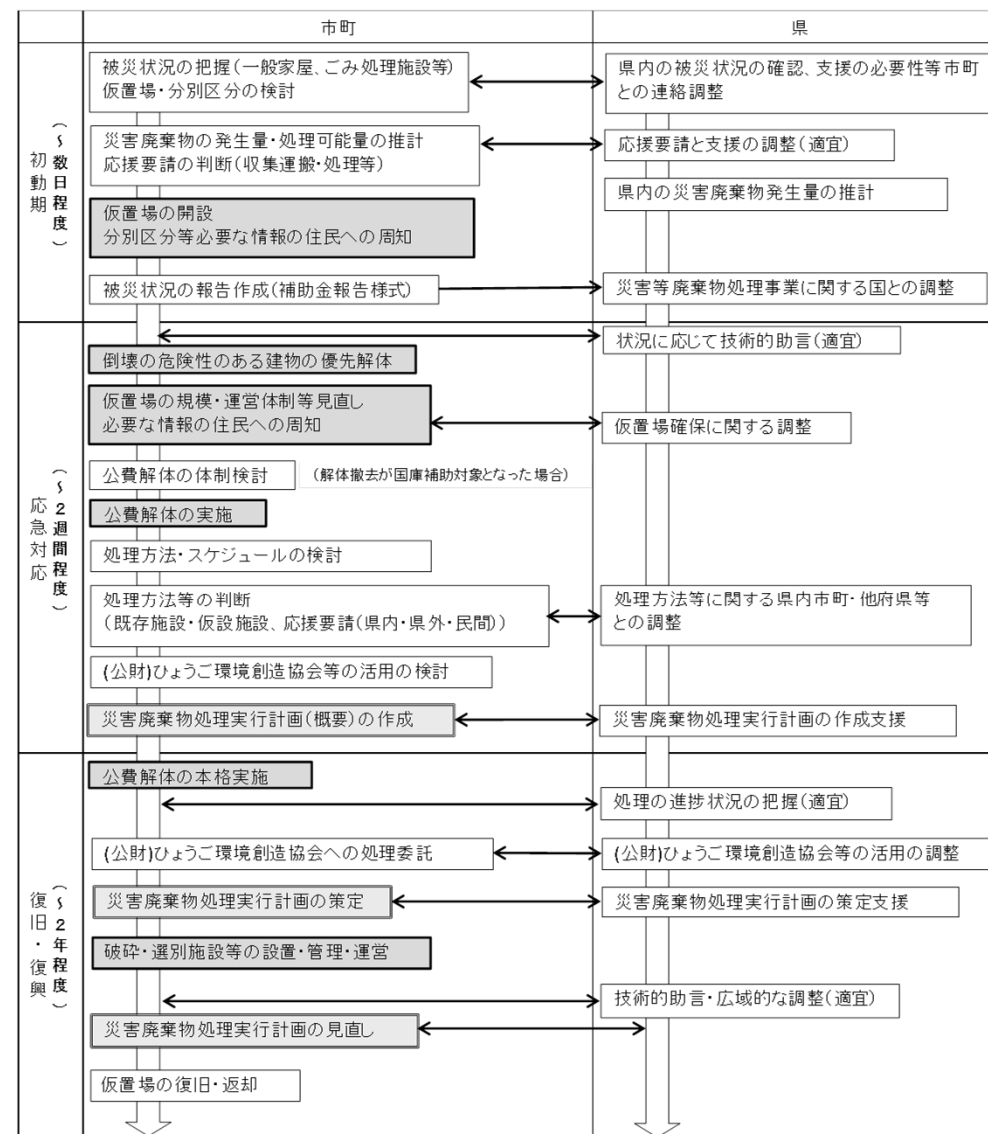 市町
県
初動期
(～数日程度)
被災状況の把握(一般家屋、ごみ処理施設等)
仮置場・分別区分の検討
県内の被災状況の確認、支援の必要性等市町
との連絡調整
災害廃棄物の発生量・処理可能量の推計
応援要請の判断(収集運搬・処理等)
応援要請と支援の調整(適宜)
県内の災害廃棄物発生量の推計
仮置場の開設
分別区分等必要な情報の住民への周知
被災状況の報告作成(補助金報告様式)
災害等廃棄物処理事業に関する国との調整
応急対応
(～2週間程度)
状況に応じて技術的助言(適宜)
倒壊の危険性のある建物の優先解体
仮置場の規模・運営体制等見直し
必要な情報の住民への周知
仮置場確保に関する調整
公費解体の体制検討
(解体撤去が国庫補助対象となった場合)
公費解体の実施
処理方法・スケジュールの検討
処理方法等の判断
(既存施設・仮設施設、応援要請(県内・県外・民間))
処理方法等に関する県内市町・他府県等
との調整
(公財)ひょうご環境創造協会等の活用の検討
災害廃棄物処理実行計画(概要)の作成
災害廃棄物処理実行計画の作成支援
復旧・復興
(～2年程度)
公費解体の本格実施
処理の進捗状況の把握(適宜)
(公財)ひょうご環境創造協会への処理委託
(公財)ひょうご環境創造協会等の活用の調整
災害廃棄物処理実行計画の策定
災害廃棄物処理実行計画の策定支援
破砕・選別施設等の設置・管理・運営
技術的助言・広域的な調整(適宜)
災害廃棄物処理実行計画の見直し
仮置場の復旧・返却